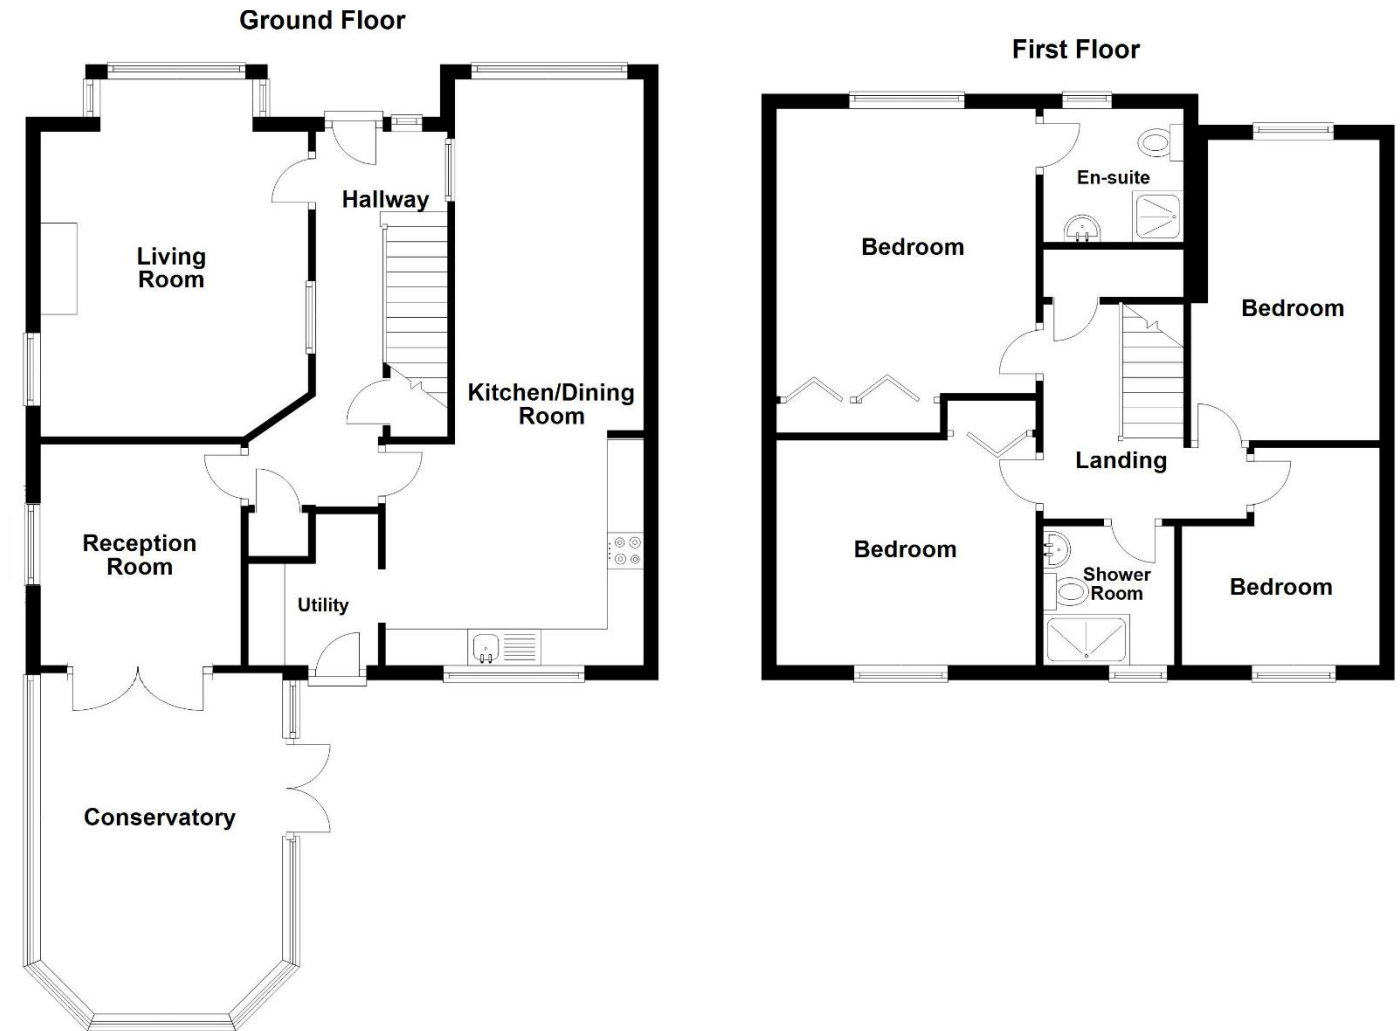 Ground Floor
Hallway
Living
Room
Kitchen/Dining
Room
Reception
Room
Utility
Conservatory
First Floor
En-suite
Bedroom
Bedroom
Landing
Bedroom
Shower
Room
Bedroom